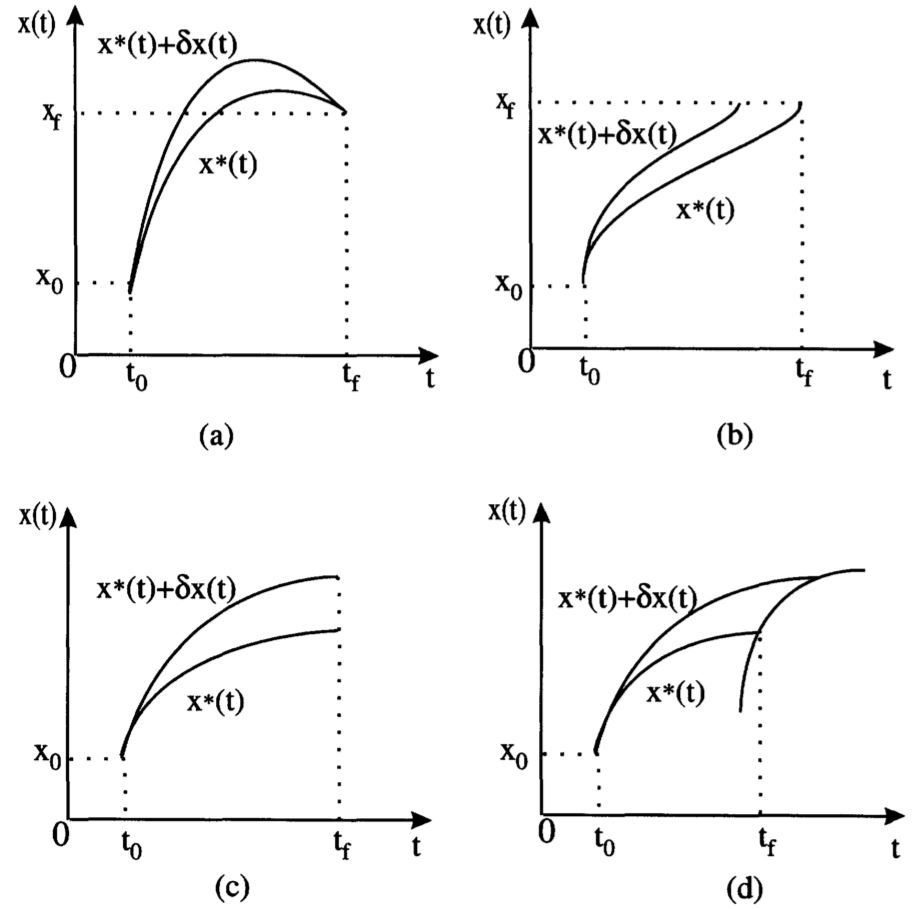 x(t)
x*(t)+δx(t)
x_f
x*(t)
x_0
0
t_0
t_f
t
(a)
x(t)
x_f
x*(t)+δx(t)
x*(t)
x_0
0
t_0
t_f
t
(b)
x(t)
x*(t)+δx(t)
x*(t)
x_0
0
t_0
t_f
t
(c)
x(t)
x*(t)+δx(t)
x*(t)
x_0
0
t_0
t_f
t
(d)